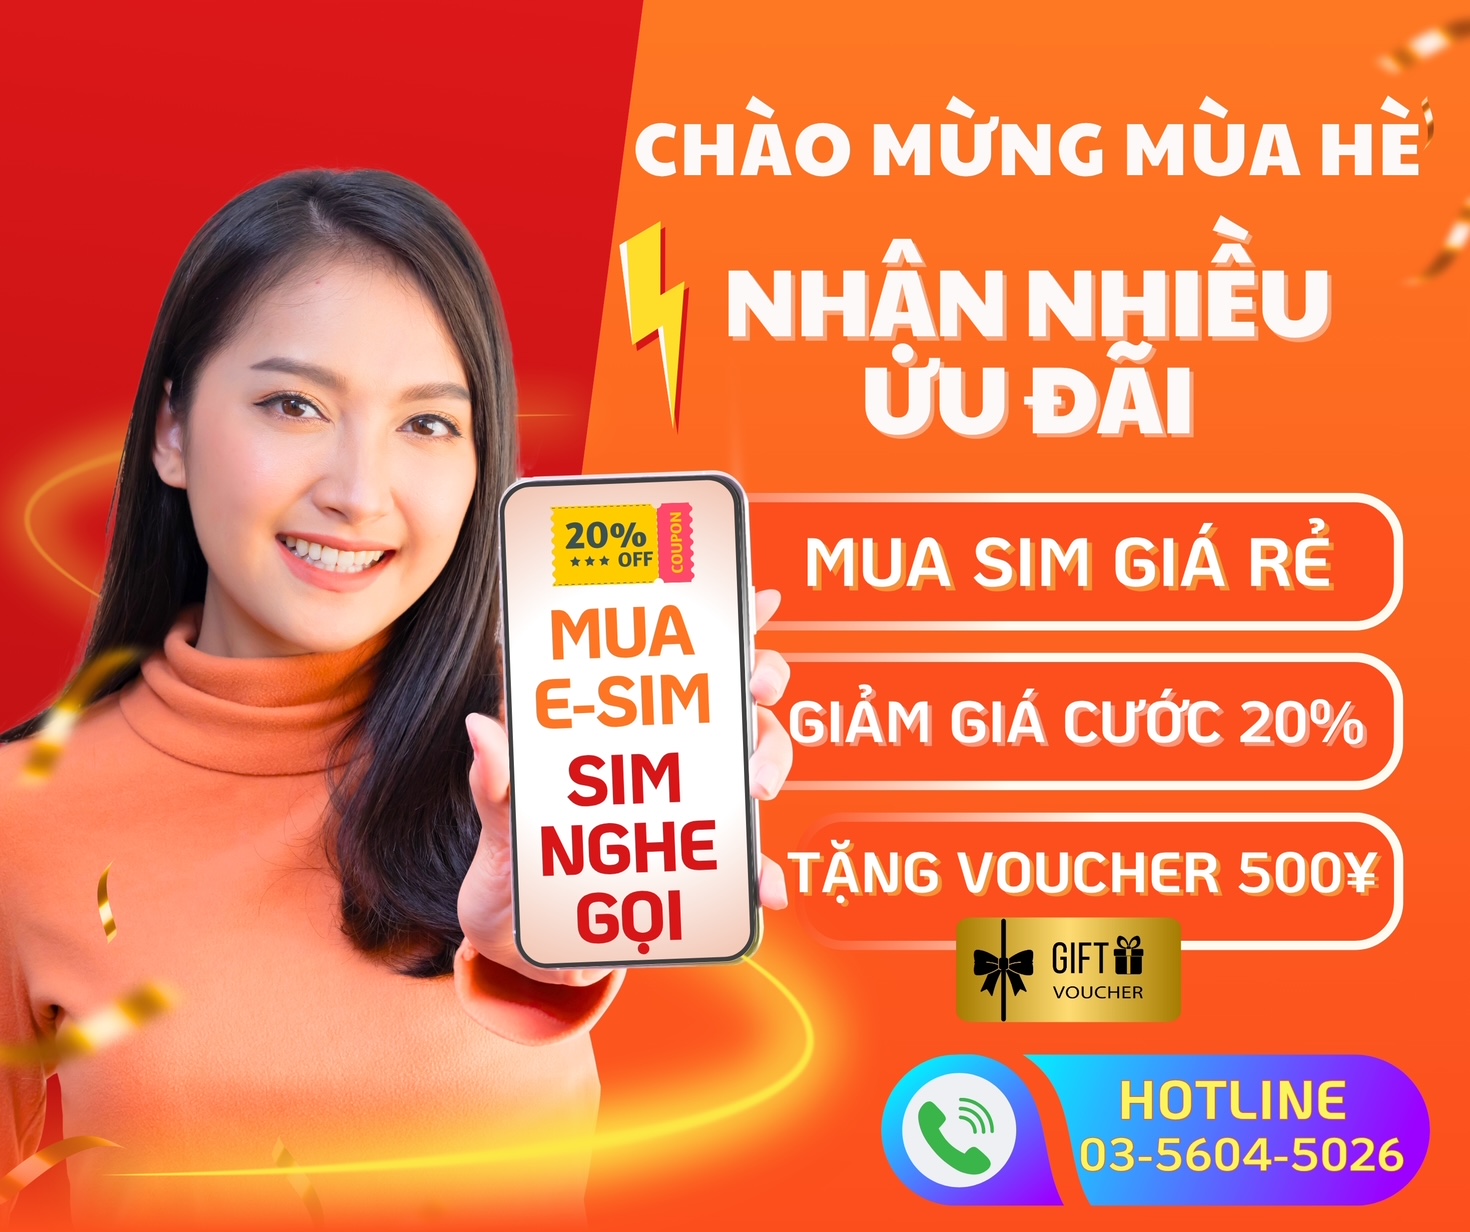 CHÀO MỪNG MÙA HÈ
NHẬN NHIỀU
ƯU ĐÃI
20%
OFF
COUPON
MUA
E-SIM
SIM
NGHE
GỌI
MUA SIM GIÁ RẺ
GIẢM GIÁ CƯỚC 20%
TẶNG VOUCHER 500¥
GIFT
VOUCHER
HOTLINE
03-5604-5026